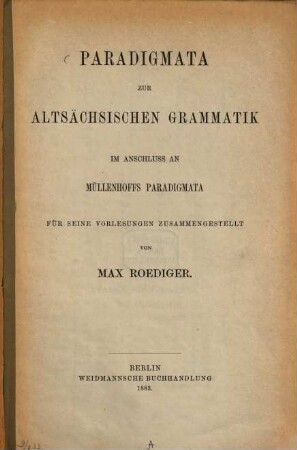 PARADIGMATA
ZUR
ALTSÄCHSISCHEN GRAMMATIK
IM ANSCHLUSS AN
MÜLLENHOFFS PARADIGMATA
FÜR SEINE VORLESUNGEN ZUSAMMENGESTELLT
VON
MAX ROEDIGER.
BERLIN
WEIDMANNSCHE BUCHHANDLUNG
A